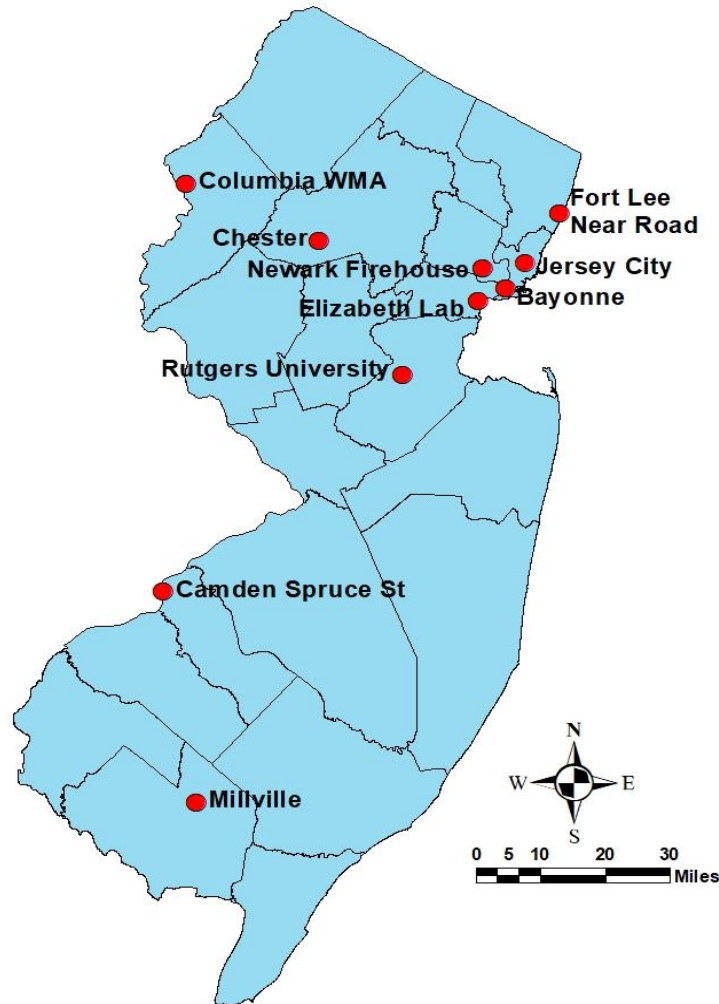 Columbia WMA
Fort Lee
Near Road
Chester
Newark Firehouse
Jersey City
Bayonne
Elizabeth Lab
Rutgers University
Camden Spruce St
N
W
E
S
Millville
0 5 10 20 30
Miles